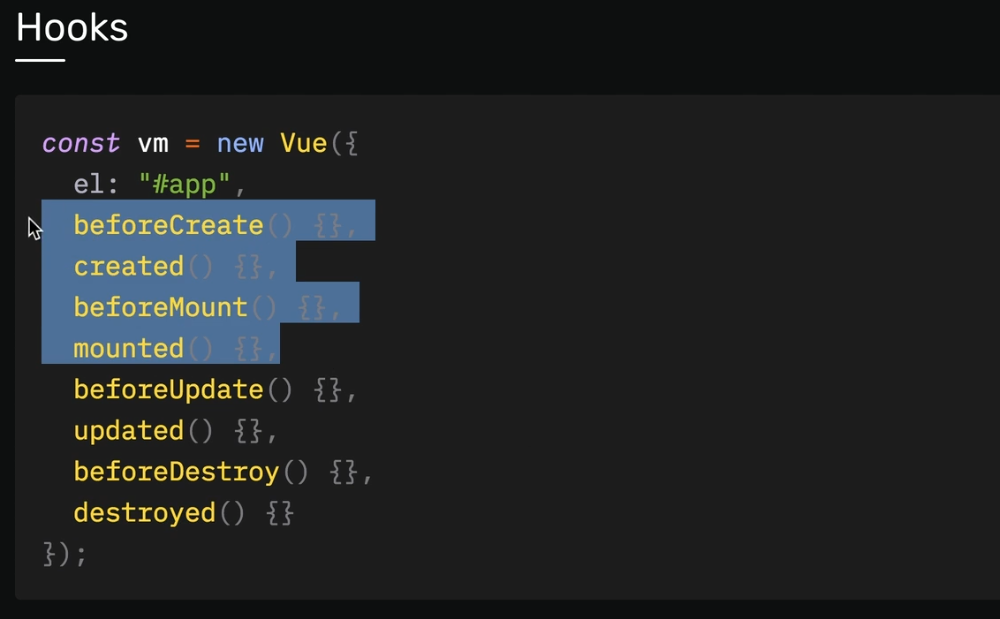 Hooks
const vm = new Vue({
  el: "#app",
  beforeCreate() {},
  created() {},
  beforeMount() {},
  mounted() {},
  beforeUpdate() {},
  updated() {},
  beforeDestroy() {},
  destroyed() {}
});